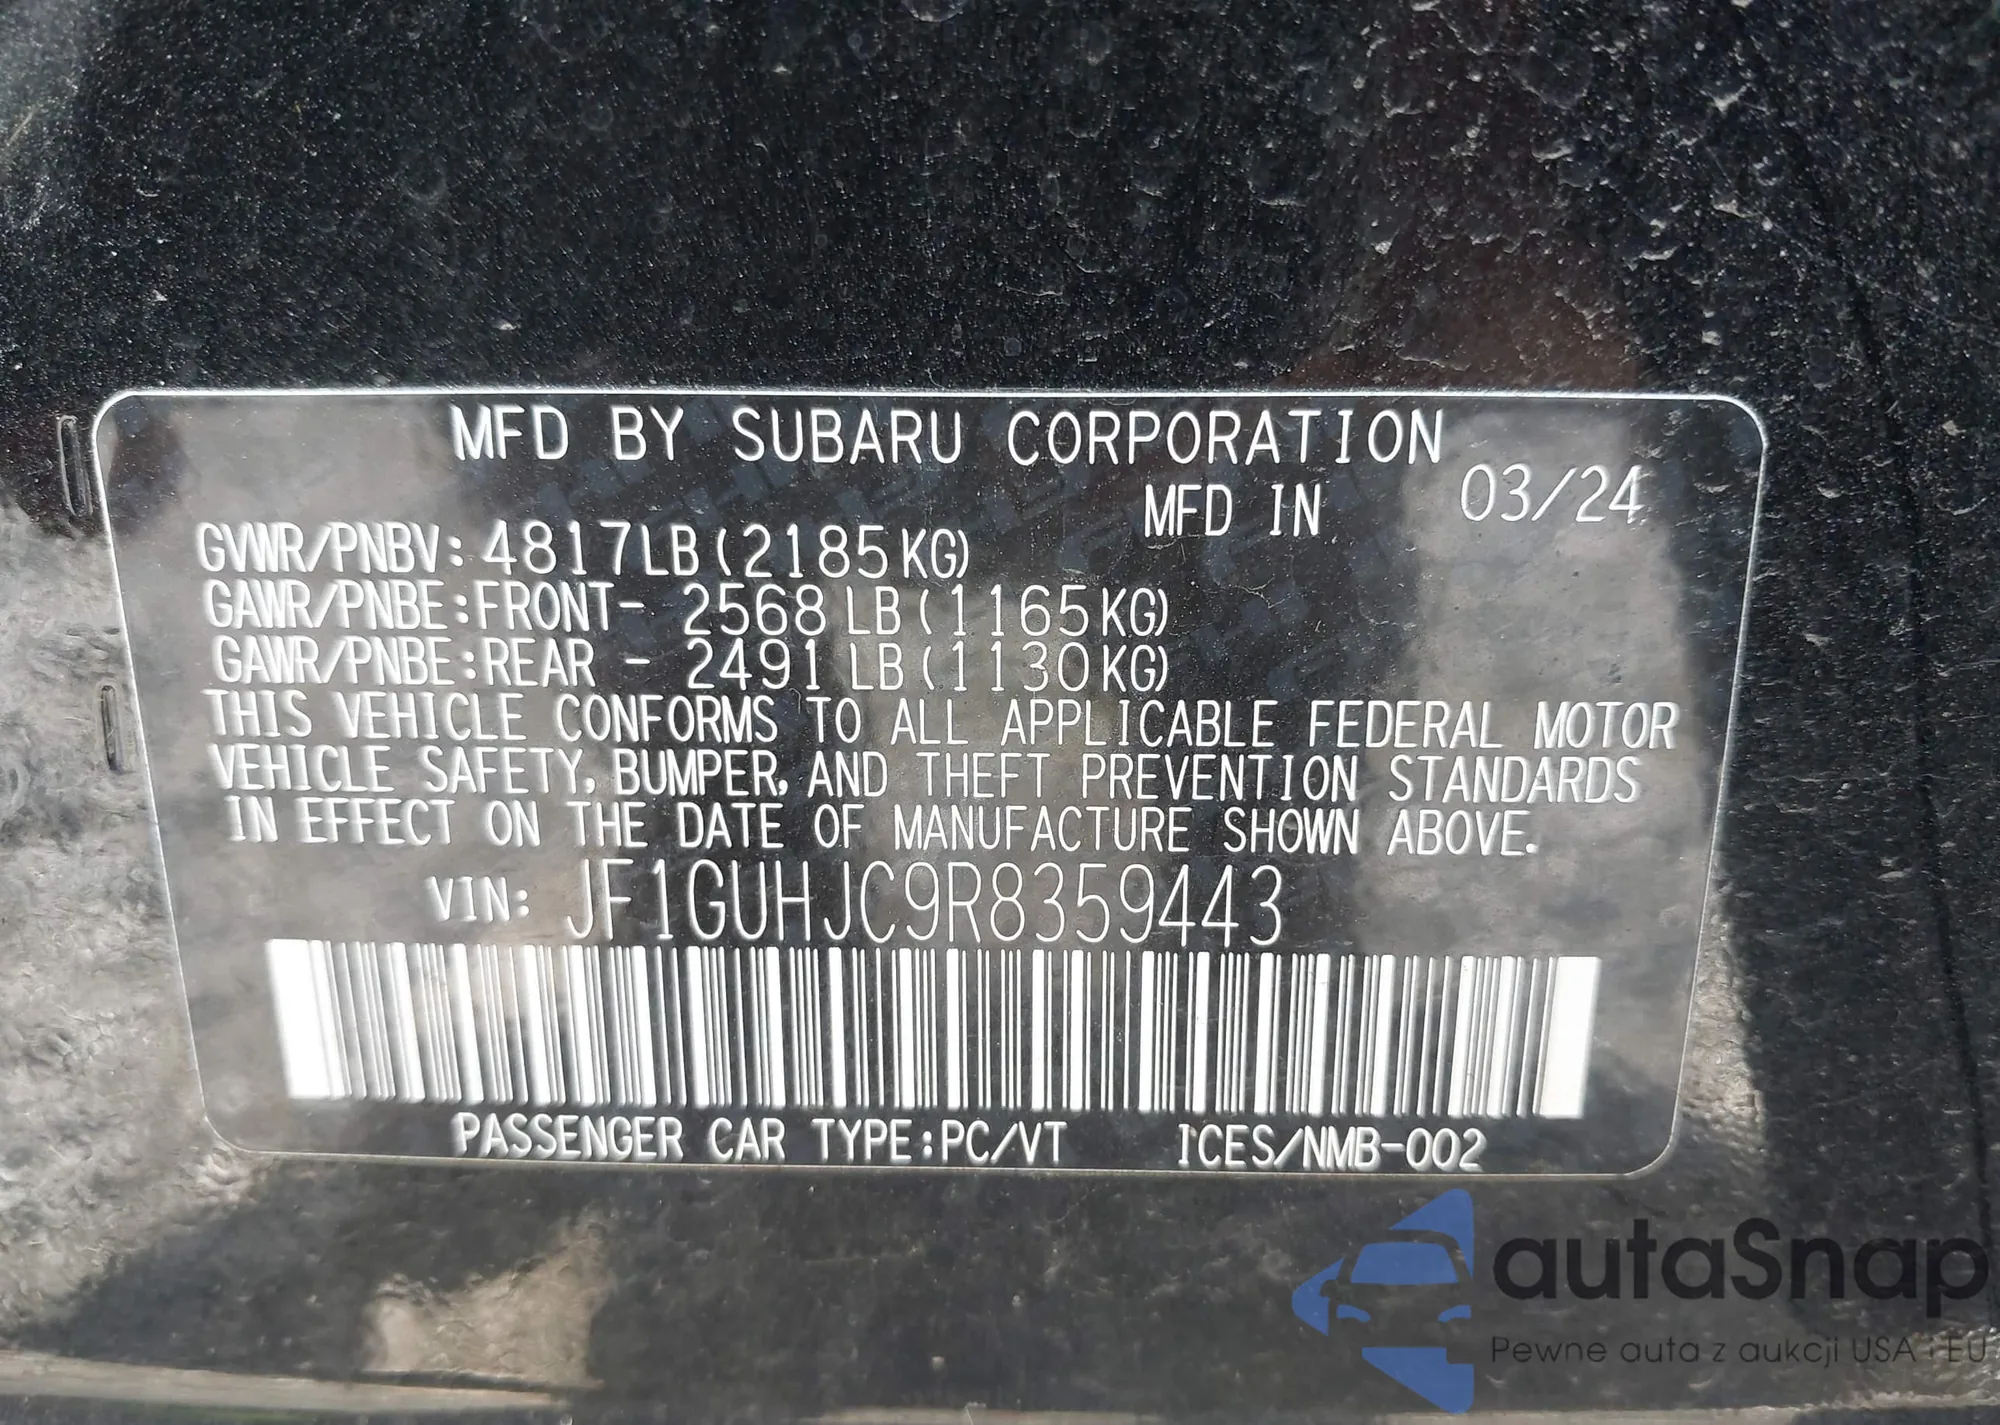 MFD BY SUBARU CORPORATION
MFD IN 03/24
GVWR/PNBV: 4817LB (2185KG)
GAWR/PNBE:FRONT- 2568 LB (1165KG)
GAWR/PNBE:REAR - 2491 LB (1130KG)
THIS VEHICLE CONFORMS TO ALL APPLICABLE FEDERAL MOTOR
VEHICLE SAFETY, BUMPER, AND THEFT PREVENTION STANDARDS
IN EFFECT ON THE DATE OF MANUFACTURE SHOWN ABOVE.
VIN: JF1GUHJC9R8359443
PASSENGER CAR TYPE:PC/VT ICES/NMB-002
autaSnap
Pewne auta z aukcji USA i EU